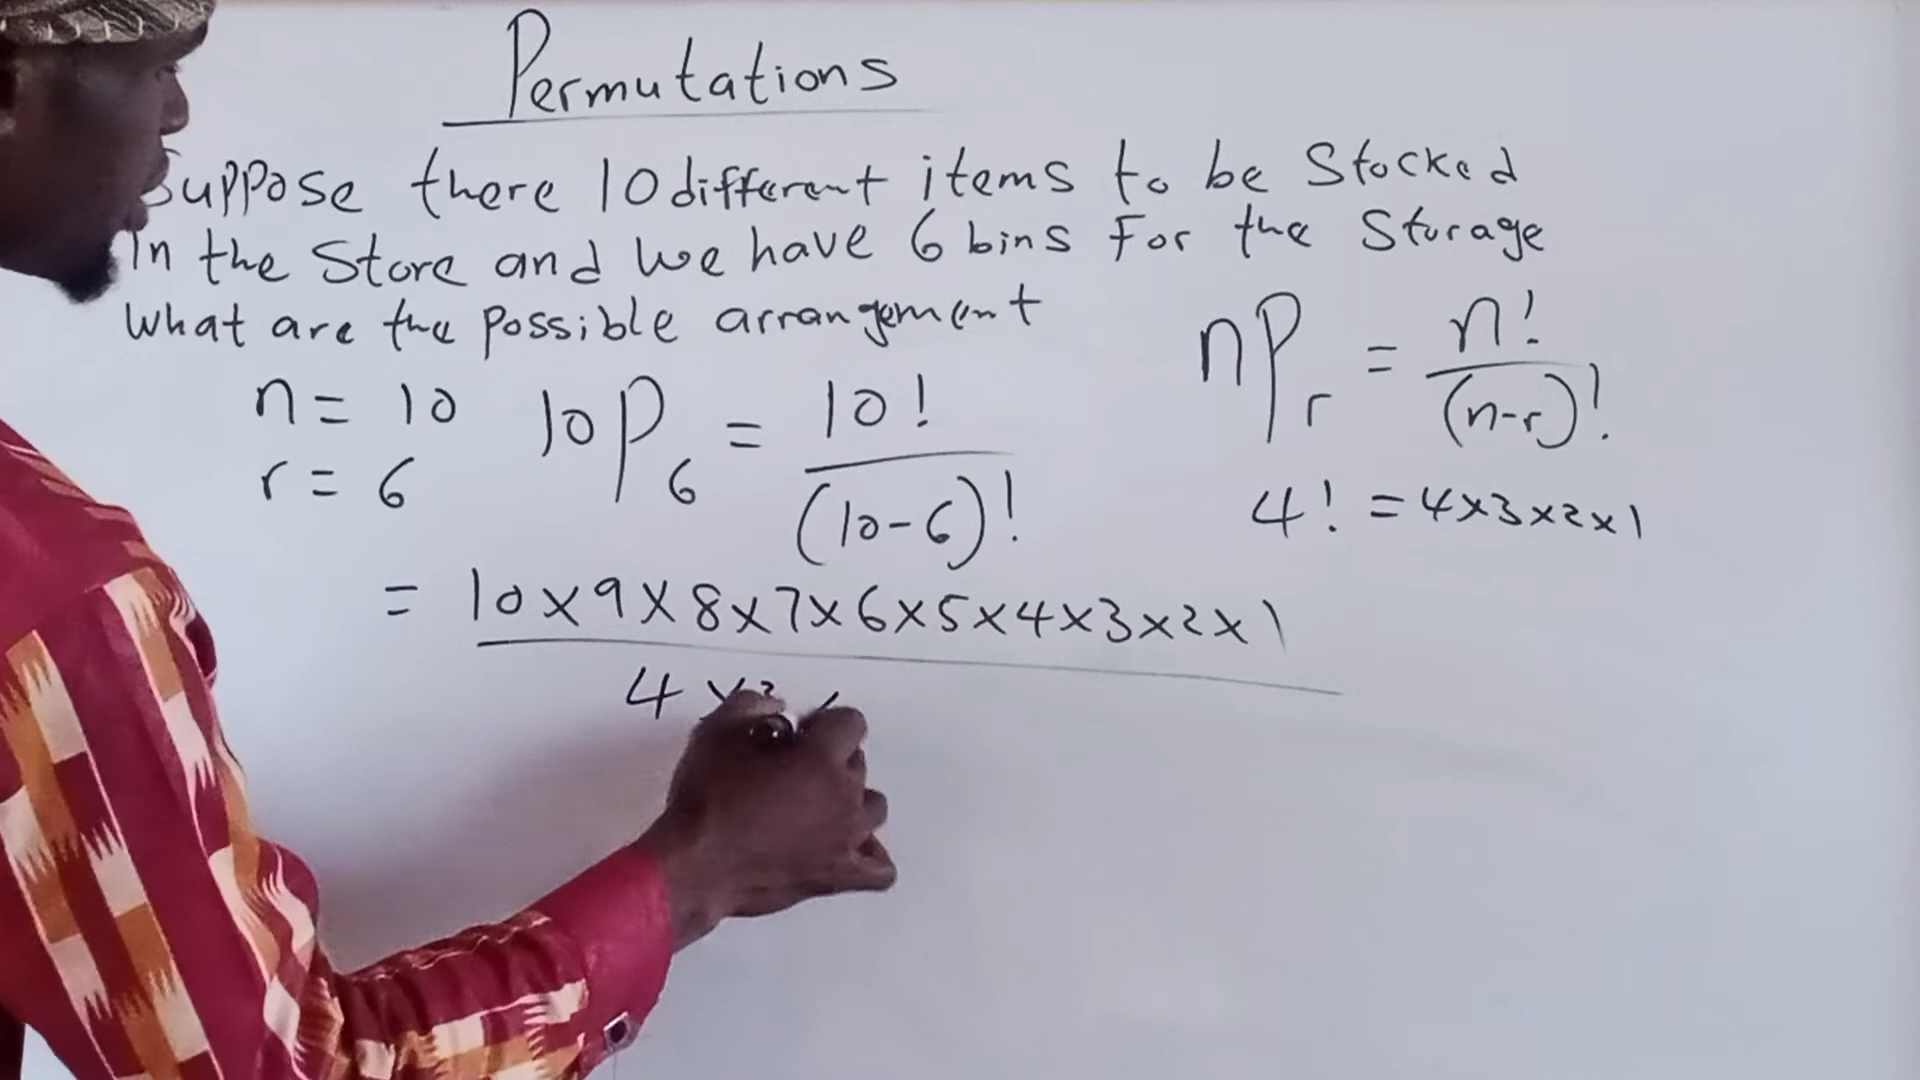 Permutations
Suppose there 10 different items to be Stocked
In the Store and we have 6 bins For the Storage
What are the possible arrangement
nPr = n!/(n-r)!
n = 10
r = 6
10P6 = 10!/(10-6)!
4! = 4x3x2x1
= 10x9x8x7x6x5x4x3x2x1
4x